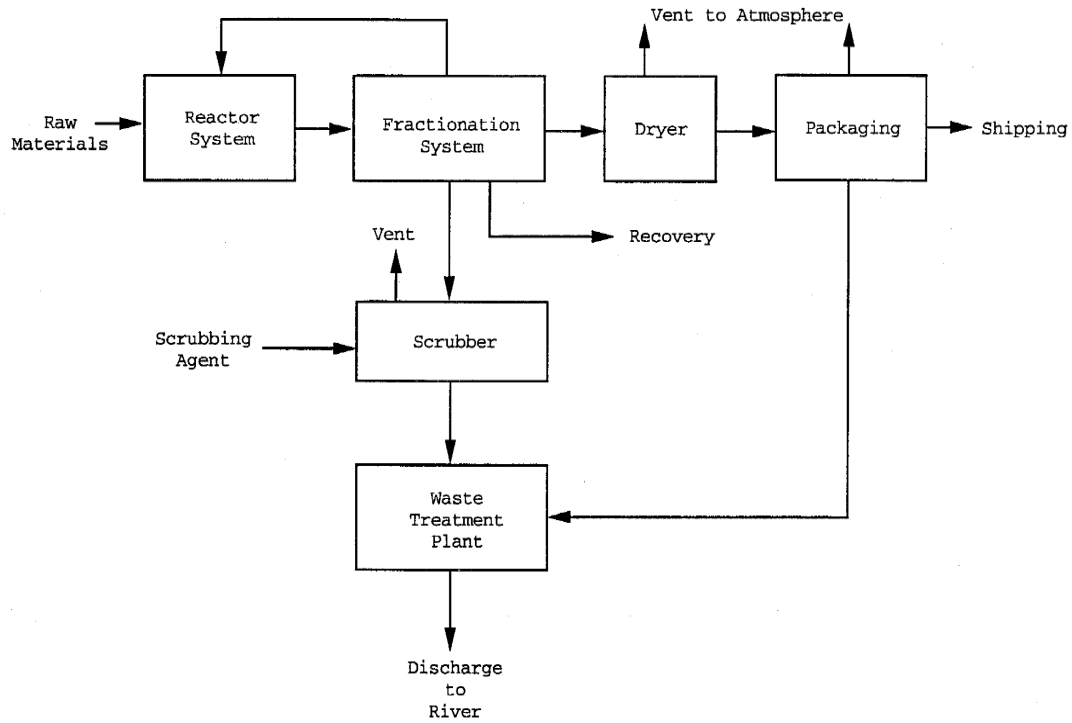 Vent to Atmosphere
Raw
Materials
Reactor
System
Fractionation
System
Dryer
Packaging
Shipping
Vent
Recovery
Scrubbing
Agent
Scrubber
Waste
Treatment
Plant
Discharge
to
River